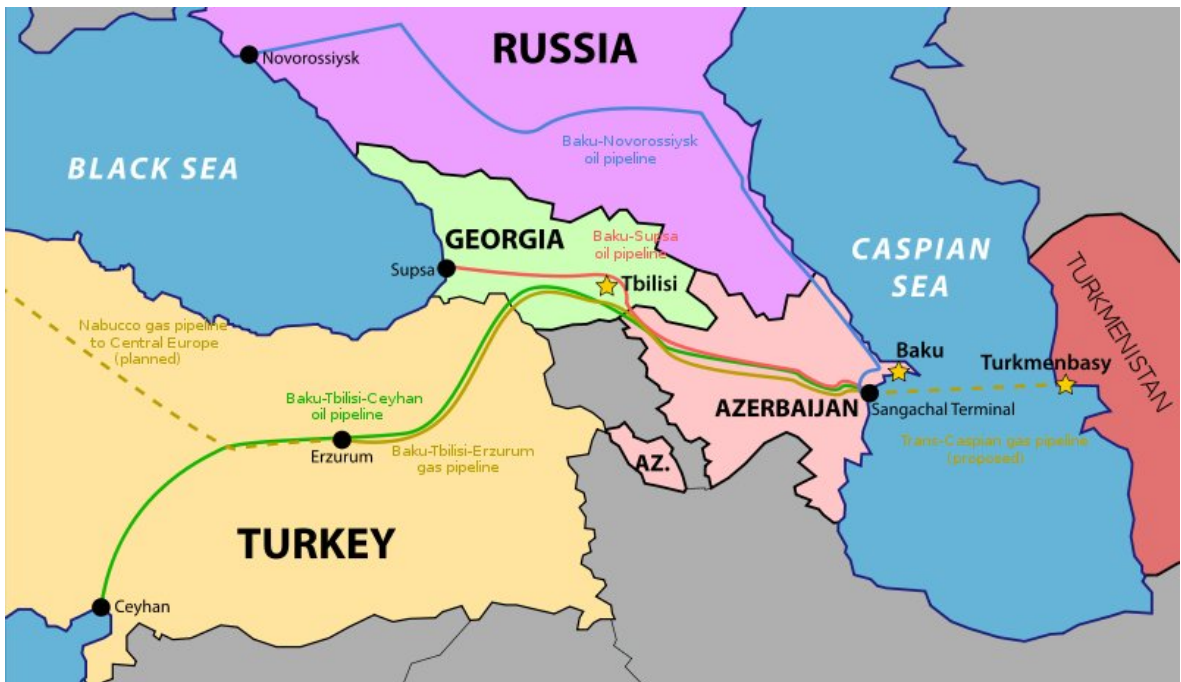 RUSSIA
Novorossiysk
Baku-Novorossiysk
oil pipeline
BLACK SEA
GEORGIA
Baku-Supsa
oil pipeline
CASPIAN
SEA
Supsa
Tbilisi
TURKMENISTAN
Nabucco gas pipeline
to Central Europe
(planned)
Baku
Turkmenbasy
Baku-Tbilisi-Ceyhan
oil pipeline
AZERBAIJAN
Sangachal Terminal
Erzurum
Baku-Tbilisi-Erzurum
gas pipeline
Trans-Caspian gas pipeline
(proposed)
AZ.
TURKEY
Ceyhan